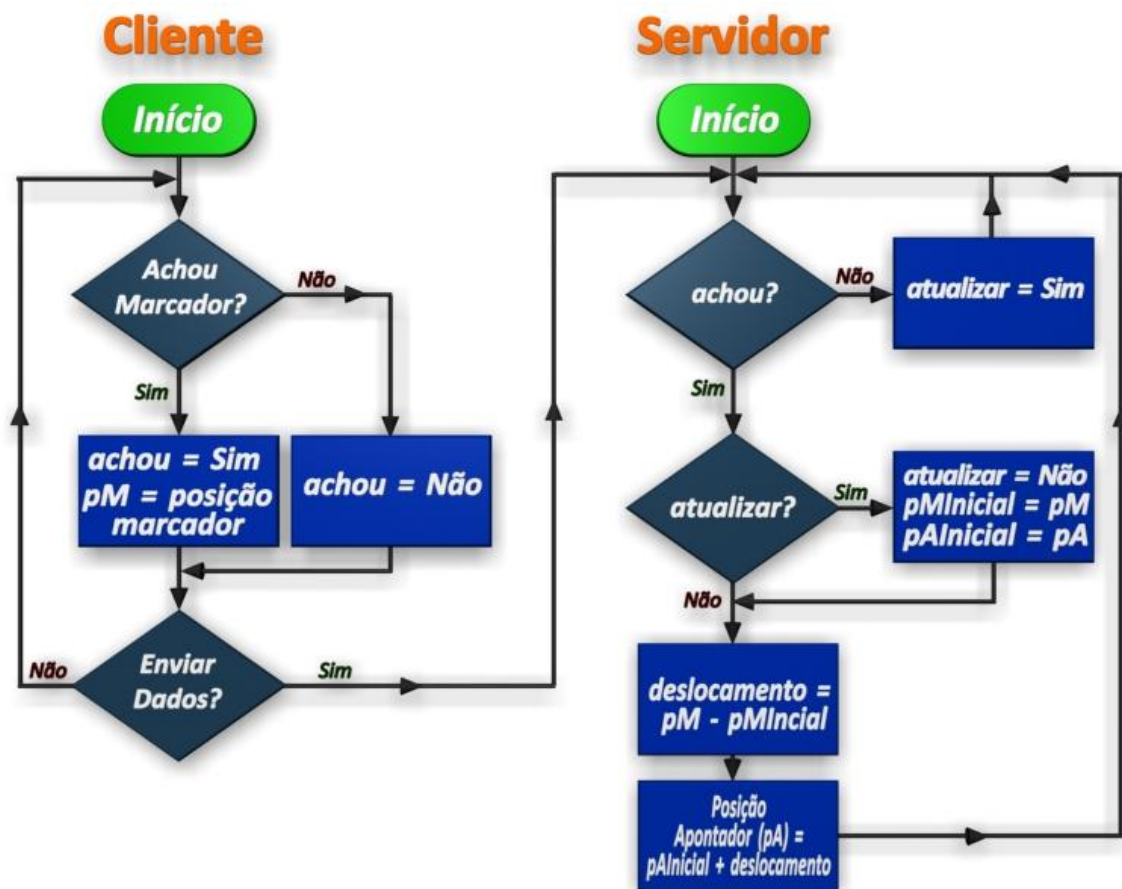 Cliente
Início
Achou
Marcador?
Não
Sim
achou = Sim
pM = posição
marcador
achou = Não
Enviar
Dados?
Não
Sim
Servidor
Início
achou?
Não
atualizar = Sim
Sim
atualizar?
Sim
atualizar = Não
pMInicial = pM
pAInicial = pA
Não
deslocamento =
pM - pMIncial
Posição
Apontador (pA) =
pAInicial + deslocamento